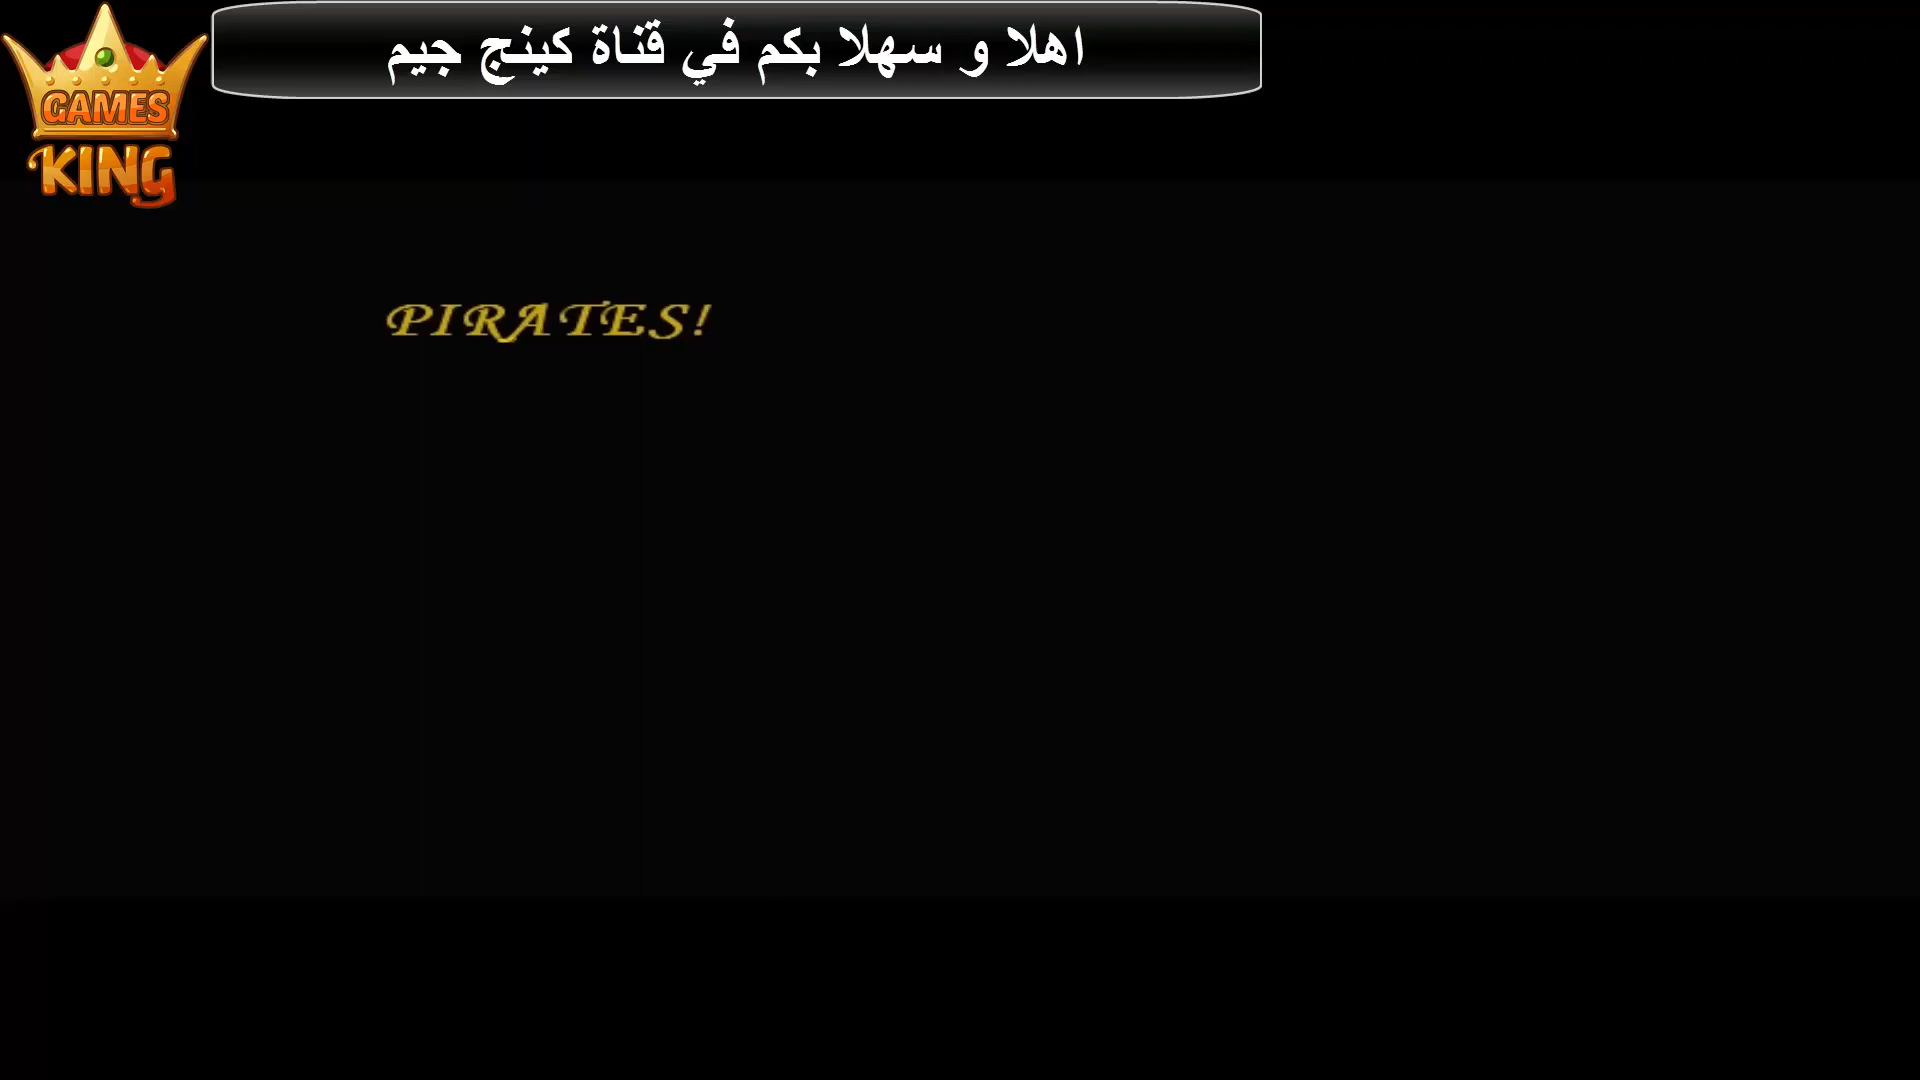 اهلا و سهلا بكم في قناة كينج جيم
GAMES
KING
PIRATES!